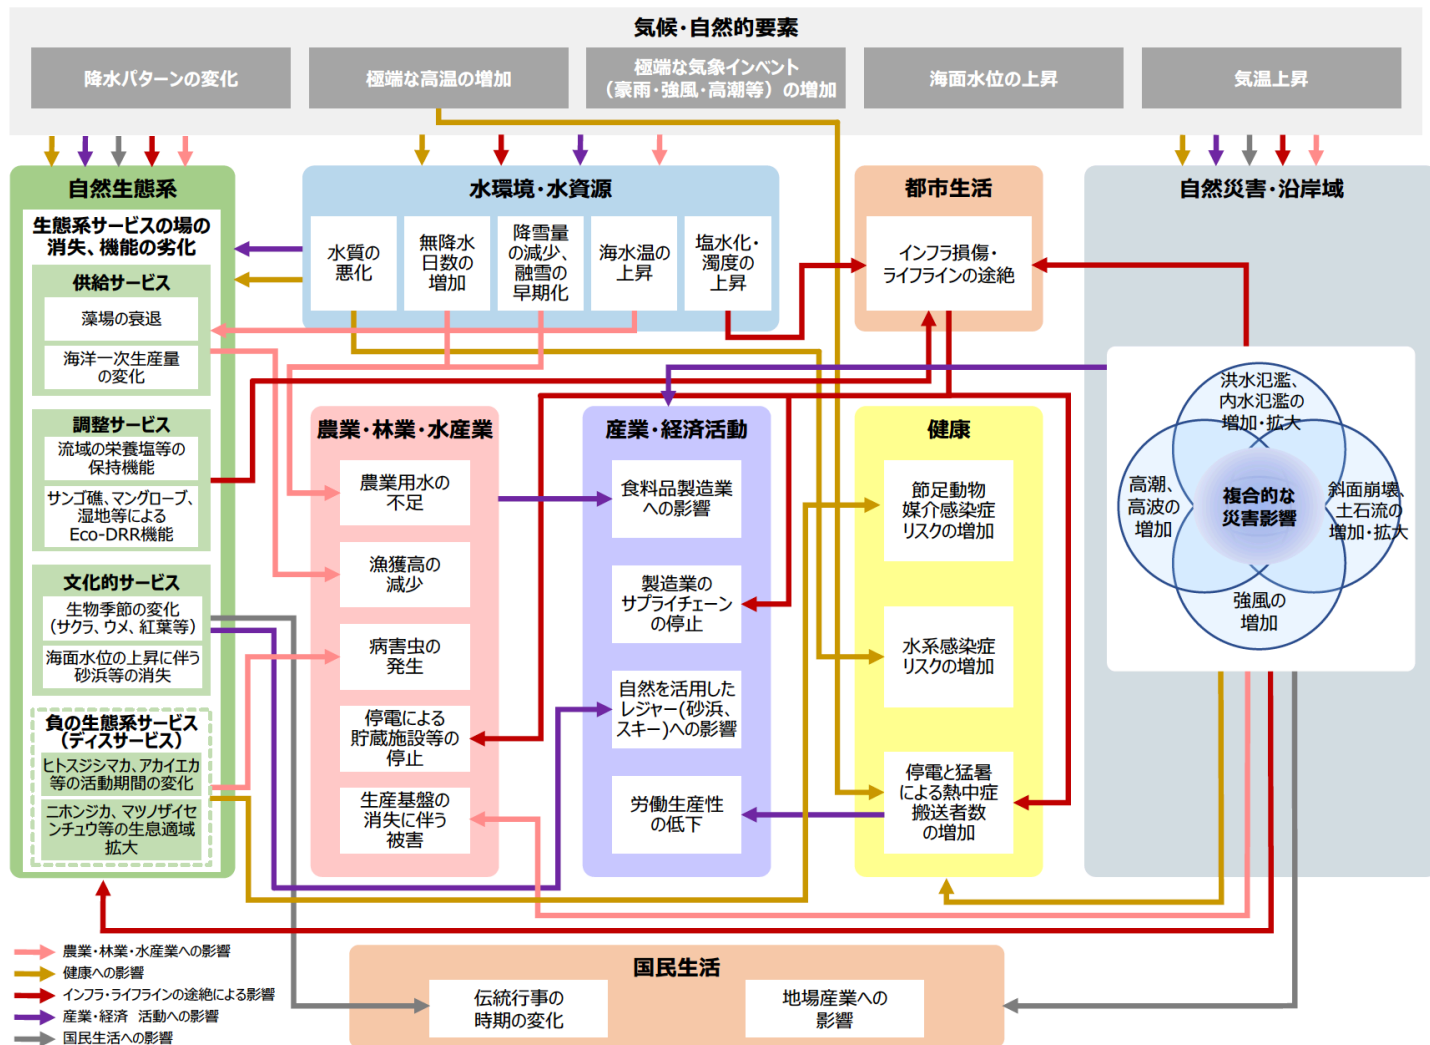 気候・自然的要素
降水パターンの変化
極端な高温の増加
極端な気象インベント
（豪雨・強風・高潮等）の増加
海面水位の上昇
気温上昇
自然生態系
生態系サービスの場の
消失、機能の劣化
供給サービス
藻場の衰退
海洋一次生産量
の変化
調整サービス
流域の栄養塩等の
保持機能
サンゴ礁、マングローブ、
湿地等による
Eco-DRR機能
文化的サービス
生物季節の変化
（サクラ、ウメ、紅葉等）
海面水位の上昇に伴う
砂浜等の消失
負の生態系サービス
（ディスサービス）
ヒトスジシマカ、アカイエカ
等の活動期間の変化
ニホンジカ、マツノザイセ
ンチュウ等の生息適域
拡大
水環境・水資源
水質の
悪化
無降水
日数の
増加
降雪量
の減少、
融雪の
早期化
海水温の
上昇
塩水化・
濁度の
上昇
都市生活
インフラ損傷・
ライフラインの途絶
自然災害・沿岸域
洪水氾濫、
内水氾濫の
増加・拡大
高潮、
高波の
増加
複合的な
災害影響
斜面崩壊、
土石流の
増加・拡大
強風の
増加
農業・林業・水産業
農業用水の
不足
漁獲高の
減少
病害虫の
発生
停電による
貯蔵施設等の
停止
生産基盤の
消失に伴う
被害
産業・経済活動
食料品製造業
への影響
製造業の
サプライチェーン
の停止
自然を活用した
レジャー(砂浜、
スキー)への影響
労働生産性
の低下
健康
節足動物
媒介感染症
リスクの増加
水系感染症
リスクの増加
停電と猛暑
による熱中症
搬送者数
の増加
国民生活
伝統行事の
時期の変化
地場産業への
影響
農業・林業・水産業への影響
健康への影響
インフラ・ライフラインの途絶による影響
産業・経済　活動への影響
国民生活への影響